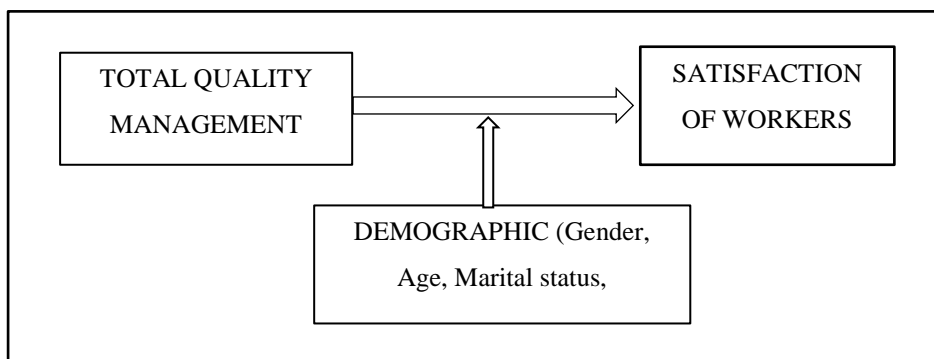 TOTAL QUALITY
MANAGEMENT
SATISFACTION
OF WORKERS
DEMOGRAPHIC (Gender,
Age, Marital status,